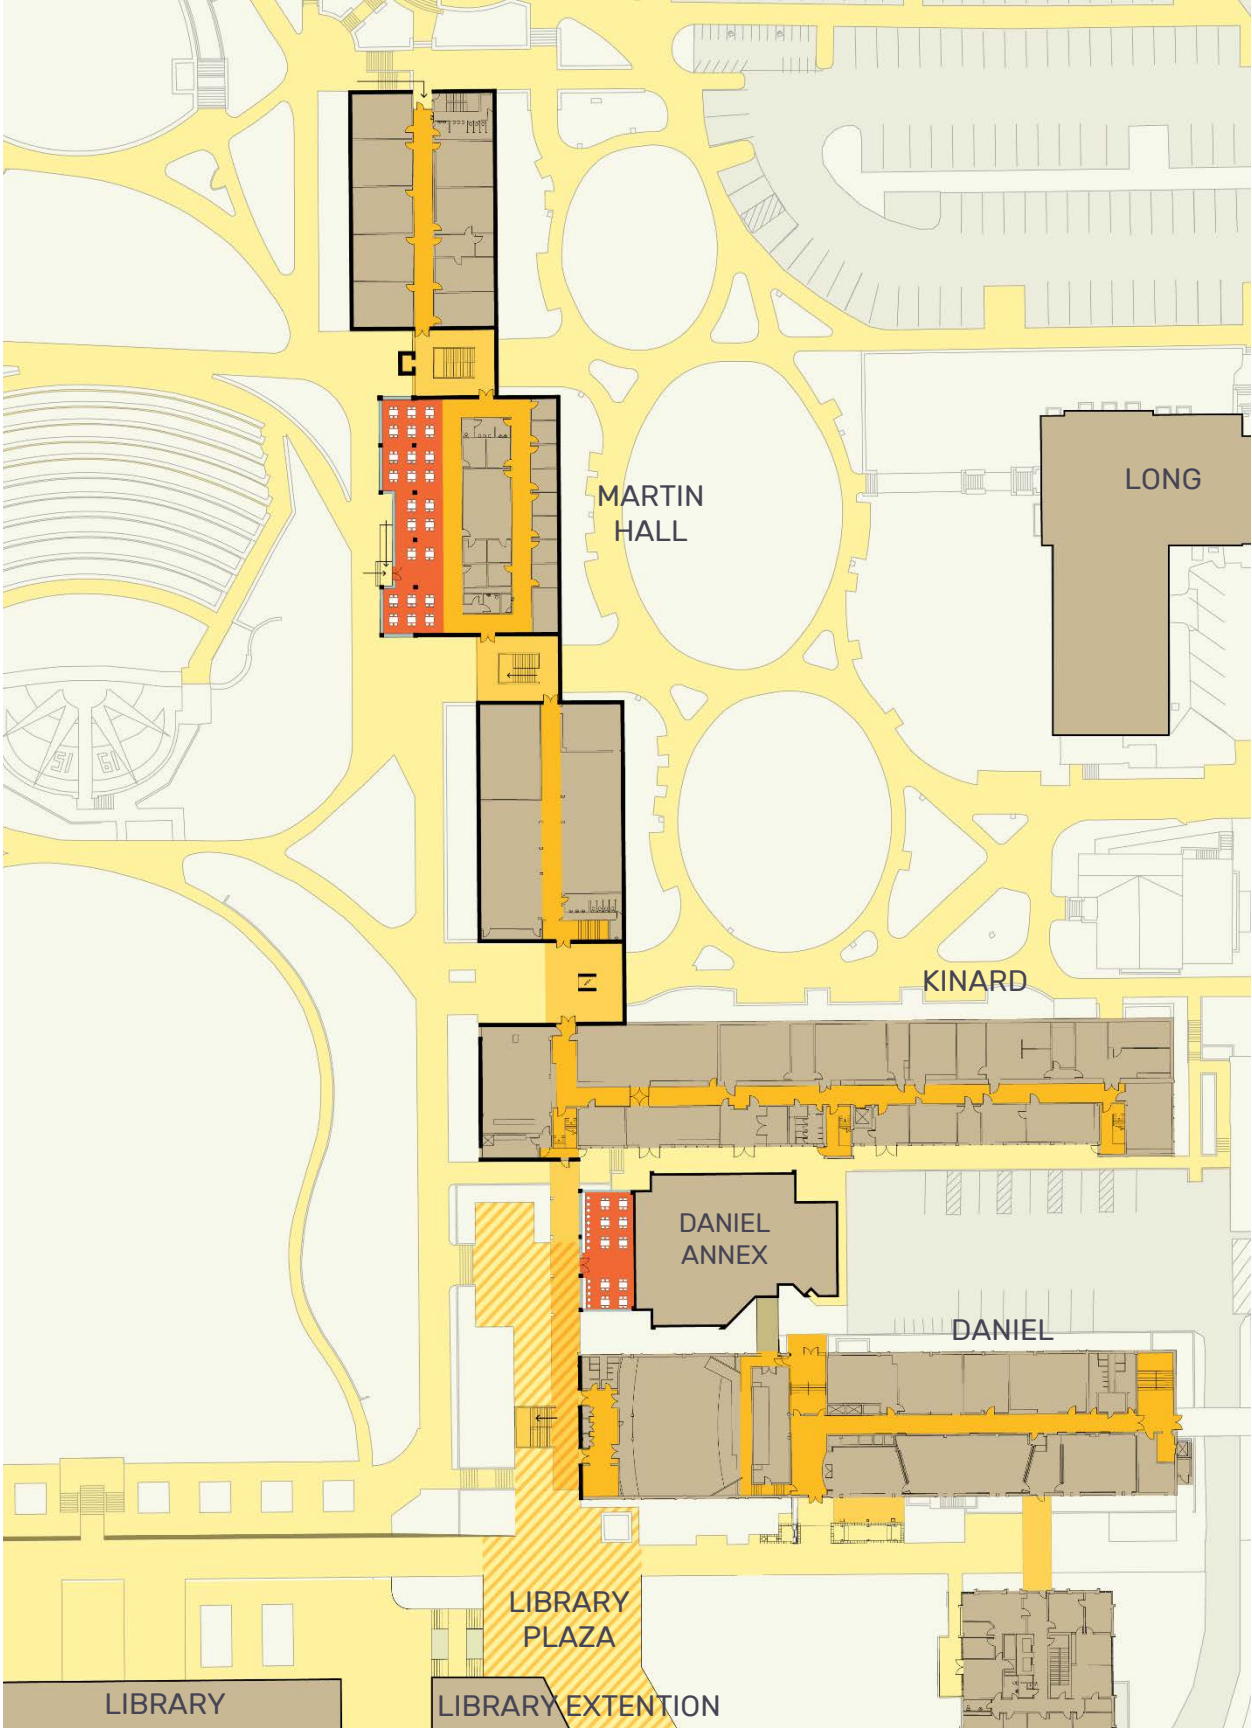 LONG
MARTIN
HALL
KINARD
DANIEL
ANNEX
DANIEL
LIBRARY
PLAZA
LIBRARY
LIBRARY EXTENTION